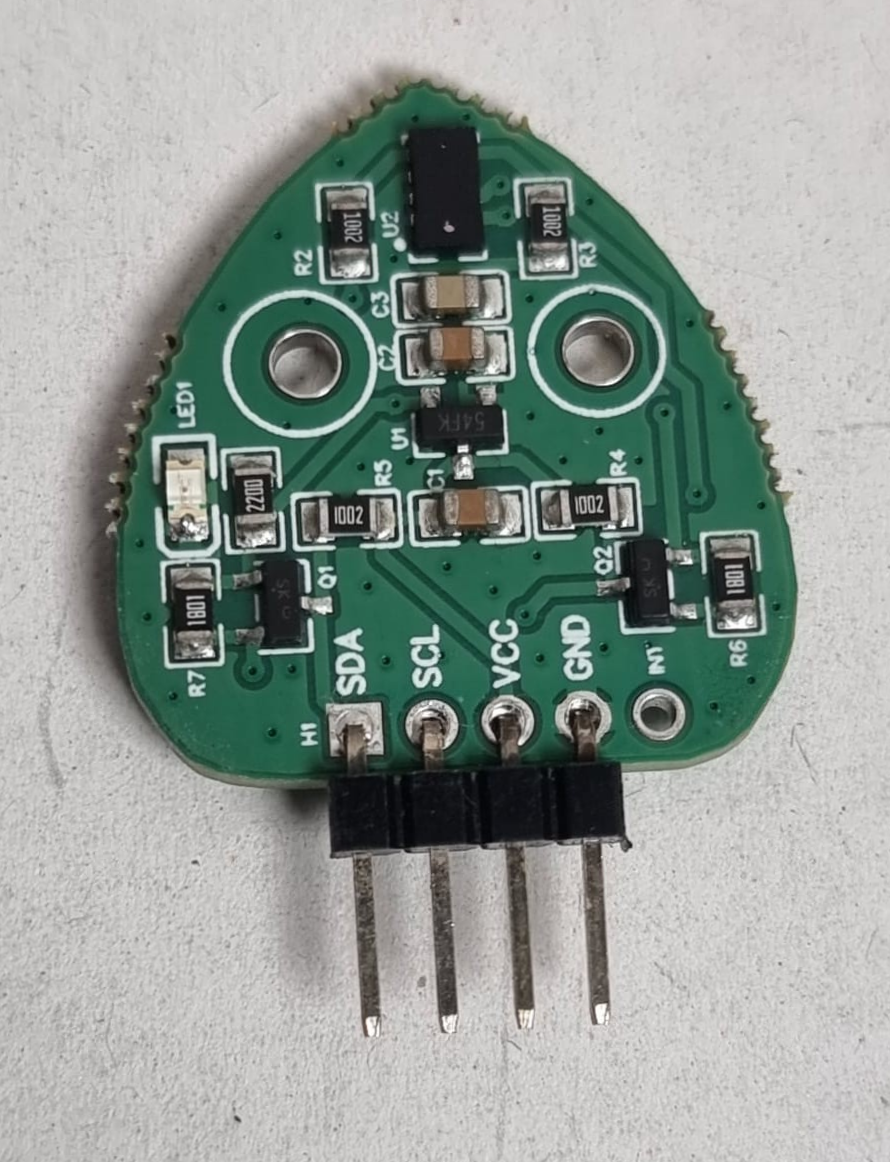 1002
U2
1002
R2
R3
C3
C2
LED1
54FK
U1
R5
C1
R4
2200
1002
1002
Q1
Q2
1801
1801
R7
R6
SDA
SCL
VCC
GND
INT
H1